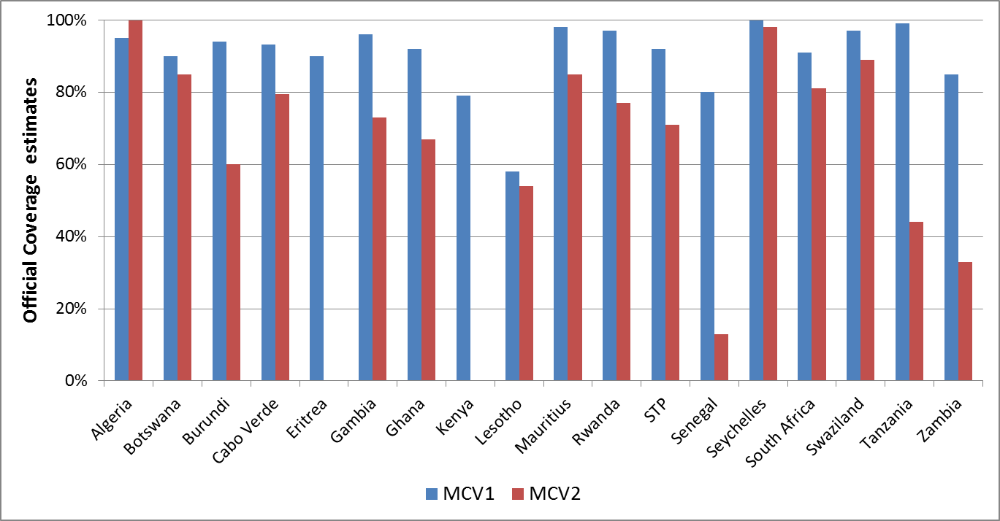 100%
80%
60%
40%
20%
0%
Official Coverage estimates
Algeria
Botswana
Burundi
Cabo Verde
Eritrea
Gambia
Ghana
Kenya
Lesotho
Mauritius
Rwanda
STP
Senegal
Seychelles
South Africa
Swaziland
Tanzania
Zambia
MCV1
MCV2